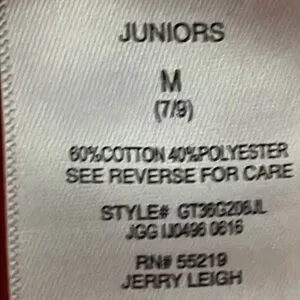 JUNIORS
M
(7/9)
60%COTTON 40%POLYESTER
SEE REVERSE FOR CARE
STYLE# GT36G206JL
JGG IJ0496 0616
RN# 55219
JERRY LEIGH